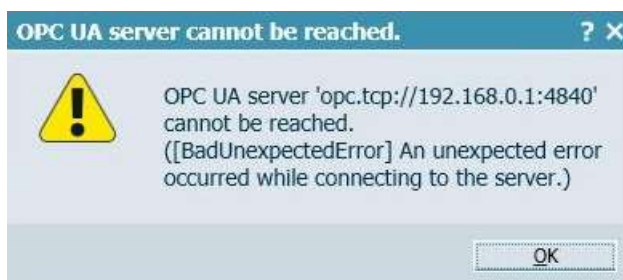 OPC UA server cannot be reached. ? ×
OPC UA server 'opc.tcp://192.168.0.1:4840'
cannot be reached.
([BadUnexpectedError] An unexpected error
occurred while connecting to the server.)
OK